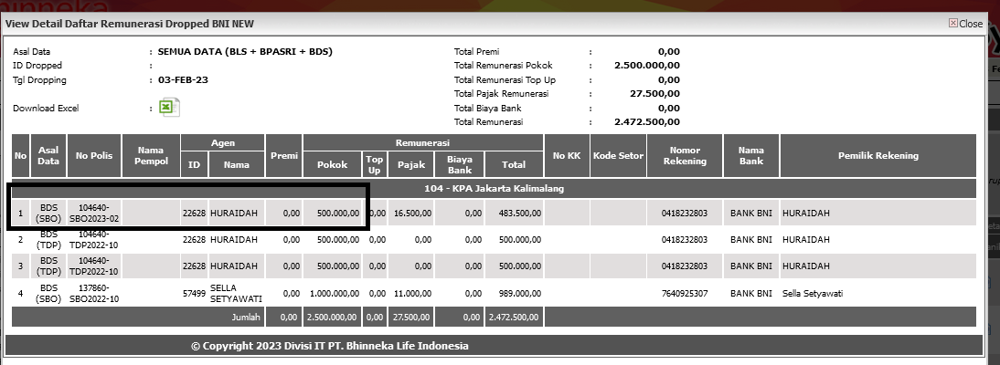 hinneka
View Detail Daftar Remunerasi Dropped BNI NEW
Close
Asal Data : SEMUA DATA (BLS + BPASRI + BDS)
ID Dropped :
Tgl Dropping : 03-FEB-23
Download Excel :
Total Premi : 0,00
Total Remunerasi Pokok : 2.500.000,00
Total Remunerasi Top Up : 0,00
Total Pajak Remunerasi : 27.500,00
Total Biaya Bank : 0,00
Total Remunerasi : 2.472.500,00
No Asal Data No Polis Nama Pempol Agen Premi Remunerasi No KK Kode Setor Nomor Rekening Nama Bank Pemilik Rekening
ID Nama Pokok Top Up Pajak Biaya Bank Total
104 - KPA Jakarta Kalimalang
1 BDS (SBO) 104640-SBO2023-02 22628 HURAIDAH 0,00 500.000,00 0,00 16.500,00 0,00 483.500,00 0418232803 BANK BNI HURAIDAH
2 BDS (TDP) 104640-TDP2022-10 22628 HURAIDAH 0,00 500.000,00 0,00 0,00 0,00 500.000,00 0418232803 BANK BNI HURAIDAH
3 BDS (TDP) 104640-TDP2022-10 22628 HURAIDAH 0,00 500.000,00 0,00 0,00 0,00 500.000,00 0418232803 BANK BNI HURAIDAH
4 BDS (SBO) 137860-SBO2022-10 57499 SELLA SETYAWATI 0,00 1.000.000,00 0,00 11.000,00 0,00 989.000,00 7640925307 BANK BNI Sella Setyawati
Jumlah 0,00 2.500.000,00 0,00 27.500,00 0,00 2.472.500,00
© Copyright 2023 Divisi IT PT. Bhinneka Life Indonesia